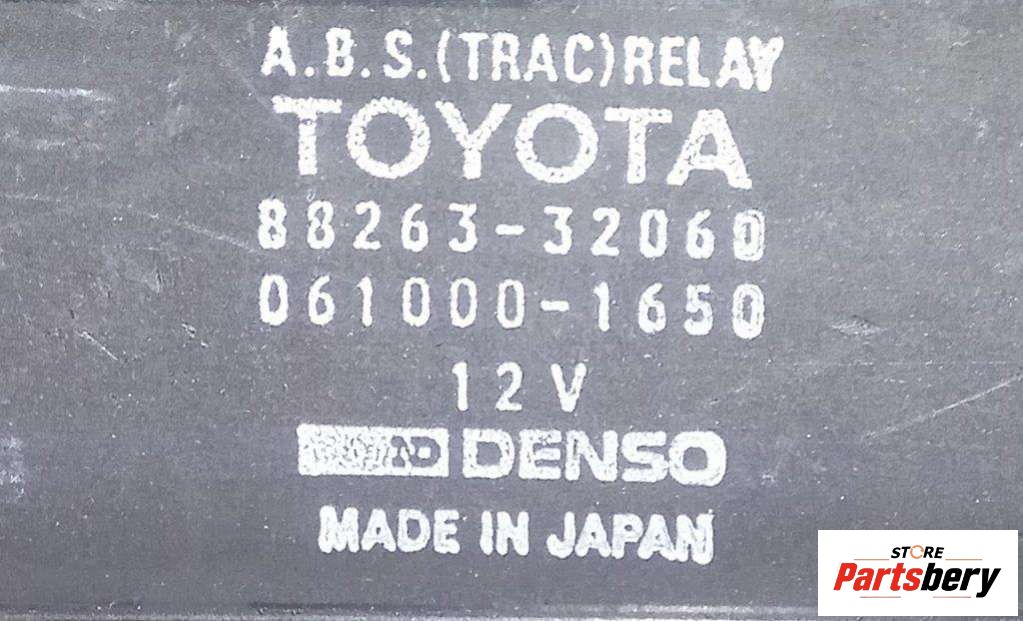 A.B.S.(TRAC)RELAY
TOYOTA
88263-32060
061000-1650
12V
DENSO
MADE IN JAPAN
STORE
Partsbery